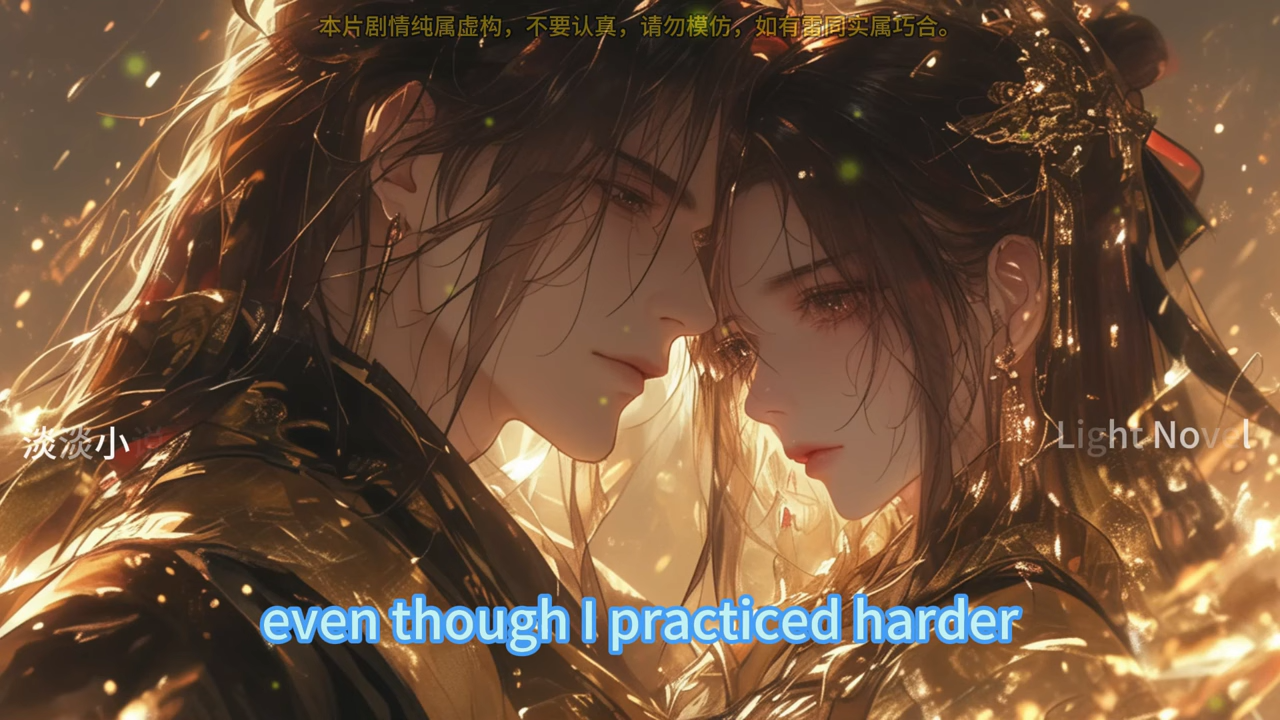 本片剧情纯属虚构，不要认真，请勿模仿，如有雷同实属巧合。
淡淡小说
Light Novel
even though I practiced harder